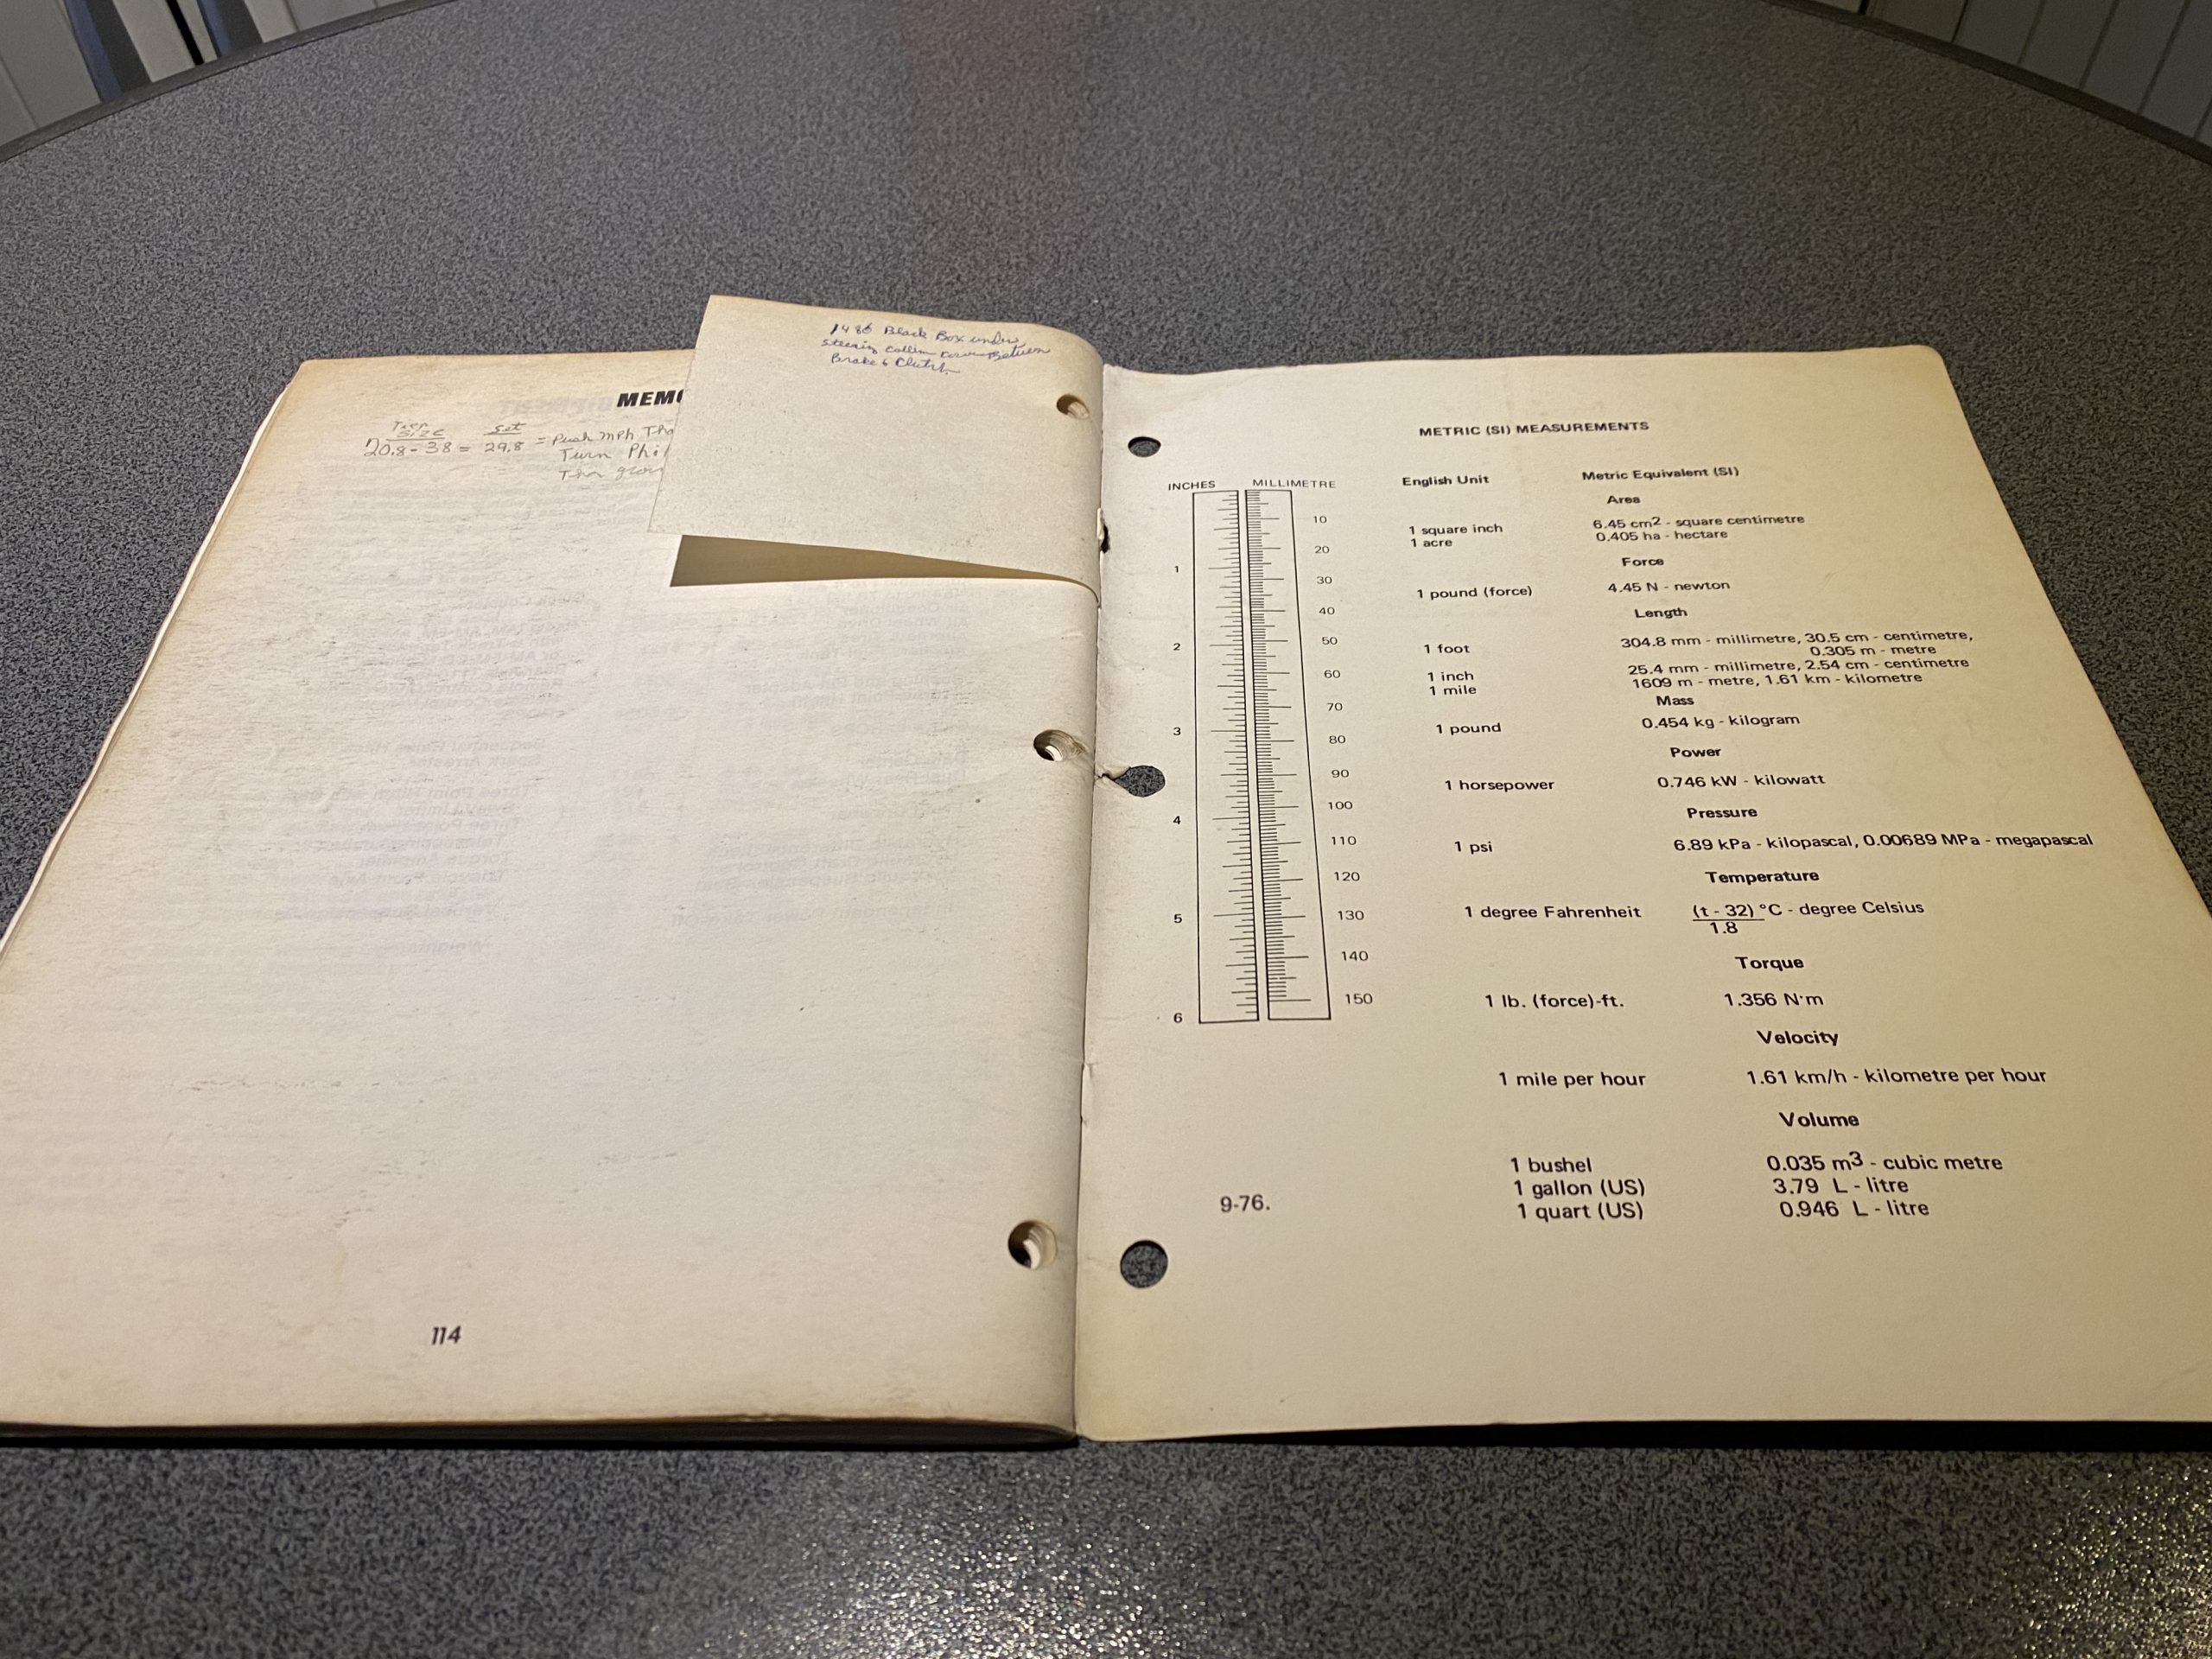 1486 Black Box under
steering Between
Brake & Clutch
MEMO
Size Set
20.8-38 = 29.8 = Push mph
Turn Phil
114
METRIC (SI) MEASUREMENTS
INCHES MILLIMETRE
English Unit Metric Equivalent (SI)
Area
1 square inch 6.45 cm2 - square centimetre
1 acre 0.405 ha - hectare
Force
1 pound (force) 4.45 N - newton
Length
1 foot 304.8 mm - millimetre, 30.5 cm - centimetre,
0.305 m - metre
1 inch 25.4 mm - millimetre, 2.54 cm - centimetre
1 mile 1609 m - metre, 1.61 km - kilometre
Mass
1 pound 0.454 kg - kilogram
Power
1 horsepower 0.746 kW - kilowatt
Pressure
1 psi 6.89 kPa - kilopascal, 0.00689 MPa - megapascal
Temperature
1 degree Fahrenheit (t - 32) °C - degree Celsius
1.8
Torque
1 lb. (force)-ft. 1.356 N·m
Velocity
1 mile per hour 1.61 km/h - kilometre per hour
Volume
1 bushel 0.035 m3 - cubic metre
1 gallon (US) 3.79 L - litre
1 quart (US) 0.946 L - litre
10
20
1
30
40
50
2
60
70
3
80
90
100
4
110
120
5
130
140
150
6
9-76.